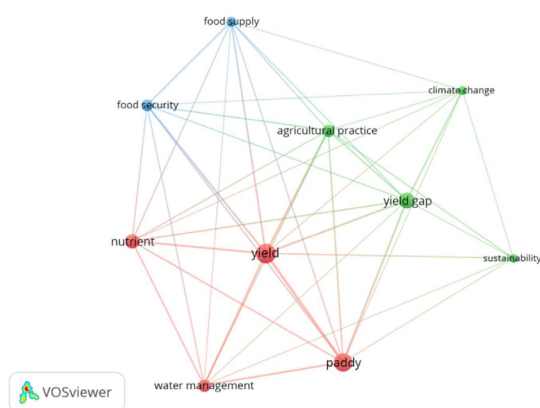 food supply
climate change
food security
agricultural practice
yield gap
nutrient
yield
sustainability
paddy
water management
VOSviewer